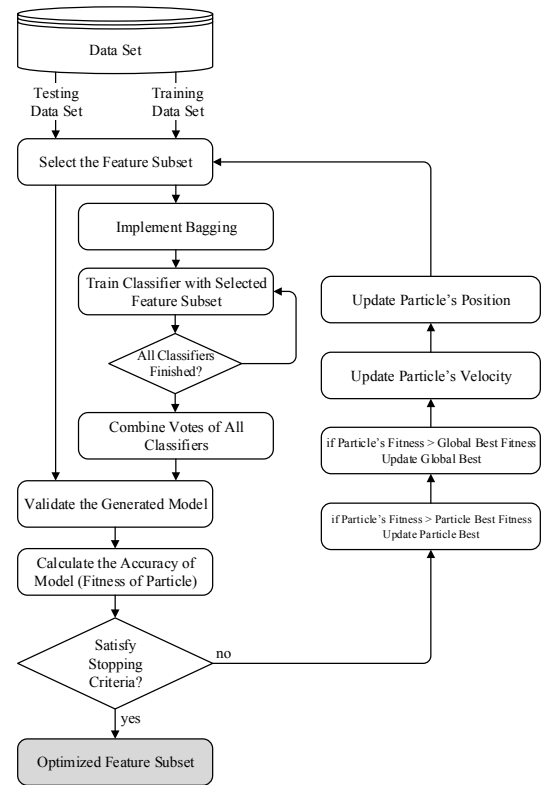 Data Set
Testing
Data Set
Training
Data Set
Select the Feature Subset
Implement Bagging
Train Classifier with Selected
Feature Subset
All Classifiers
Finished?
Combine Votes of All
Classifiers
Validate the Generated Model
Calculate the Accuracy of
Model (Fitness of Particle)
Satisfy
Stopping
Criteria?
no
yes
Optimized Feature Subset
Update Particle's Position
Update Particle's Velocity
if Particle's Fitness > Global Best Fitness
Update Global Best
if Particle's Fitness > Particle Best Fitness
Update Particle Best